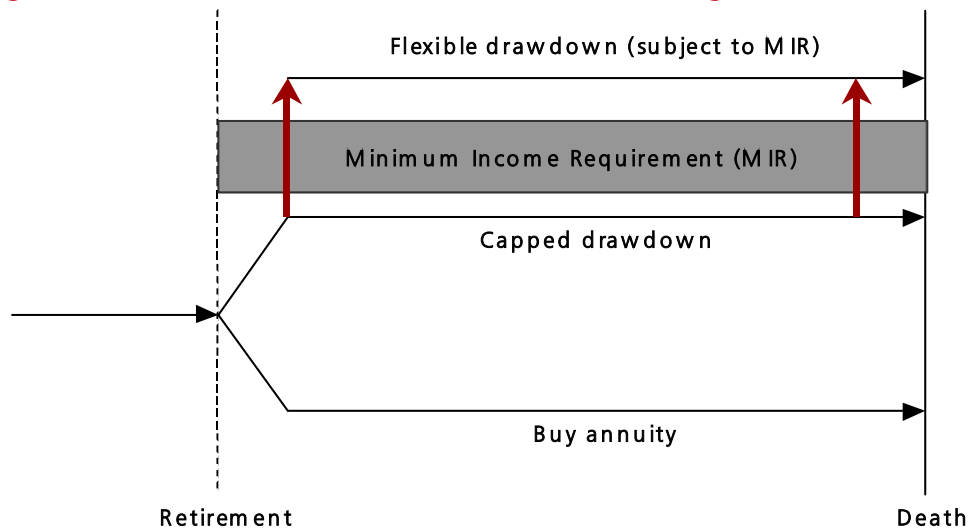 Flexible drawdown (subject to MIR)
Minimum Income Requirement (MIR)
Capped drawdown
Buy annuity
Retirement
Death